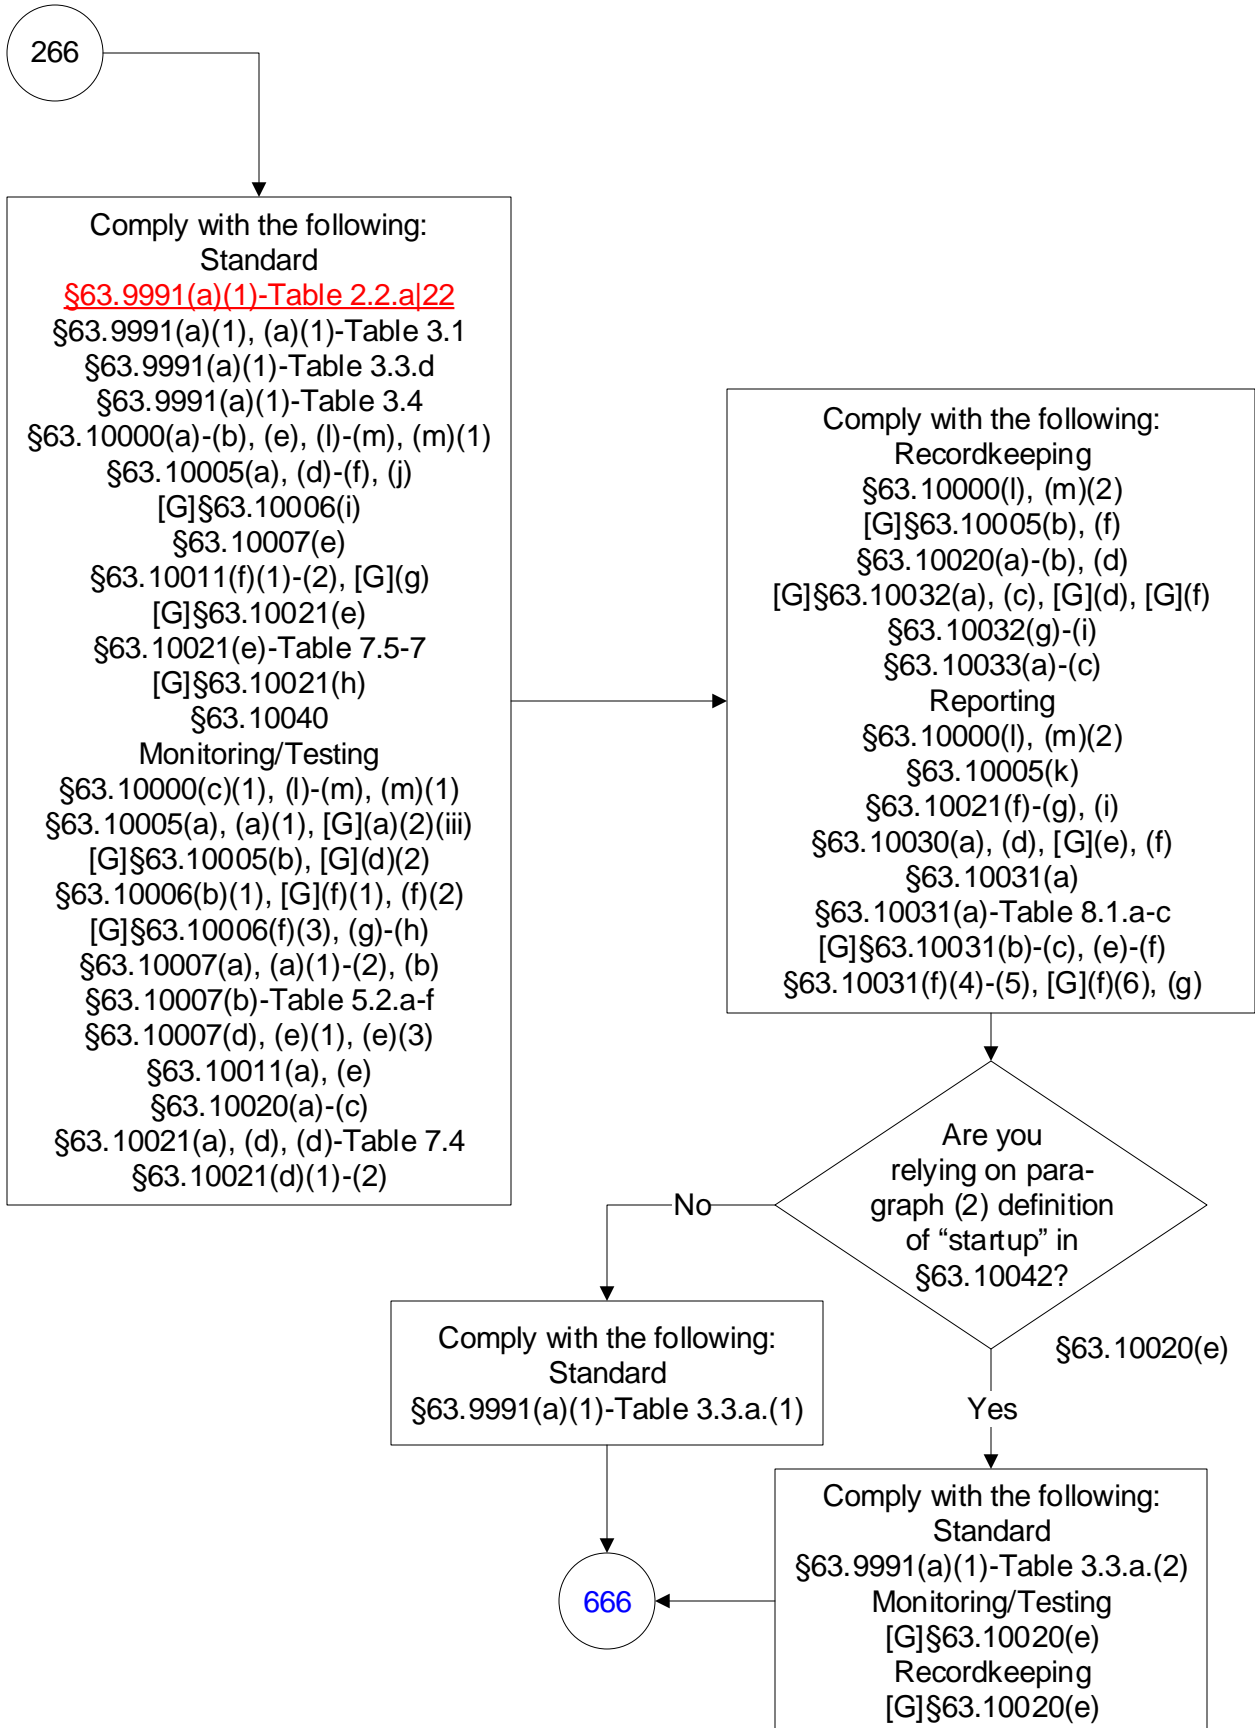 266
Comply with the following:
Standard
§63.9991(a)(1)-Table 2.2.a|22
§63.9991(a)(1), (a)(1)-Table 3.1
§63.9991(a)(1)-Table 3.3.d
§63.9991(a)(1)-Table 3.4
§63.10000(a)-(b), (e), (l)-(m), (m)(1)
§63.10005(a), (d)-(f), (j)
[G]§63.10006(i)
§63.10007(e)
§63.10011(f)(1)-(2), [G](g)
[G]§63.10021(e)
§63.10021(e)-Table 7.5-7
[G]§63.10021(h)
§63.10040
Monitoring/Testing
§63.10000(c)(1), (l)-(m), (m)(1)
§63.10005(a), (a)(1), [G](a)(2)(iii)
[G]§63.10005(b), [G](d)(2)
§63.10006(b)(1), [G](f)(1), (f)(2)
[G]§63.10006(f)(3), (g)-(h)
§63.10007(a), (a)(1)-(2), (b)
§63.10007(b)-Table 5.2.a-f
§63.10007(d), (e)(1), (e)(3)
§63.10011(a), (e)
§63.10020(a)-(c)
§63.10021(a), (d), (d)-Table 7.4
§63.10021(d)(1)-(2)
Comply with the following:
Recordkeeping
§63.10000(l), (m)(2)
[G]§63.10005(b), (f)
§63.10020(a)-(b), (d)
[G]§63.10032(a), (c), [G](d), [G](f)
§63.10032(g)-(i)
§63.10033(a)-(c)
Reporting
§63.10000(l), (m)(2)
§63.10005(k)
§63.10021(f)-(g), (i)
§63.10030(a), (d), [G](e), (f)
§63.10031(a)
§63.10031(a)-Table 8.1.a-c
[G]§63.10031(b)-(c), (e)-(f)
§63.10031(f)(4)-(5), [G](f)(6), (g)
Are you
relying on para-
graph (2) definition
of “startup” in
§63.10042?
§63.10020(e)
No
Comply with the following:
Standard
§63.9991(a)(1)-Table 3.3.a.(1)
Yes
Comply with the following:
Standard
§63.9991(a)(1)-Table 3.3.a.(2)
Monitoring/Testing
[G]§63.10020(e)
Recordkeeping
[G]§63.10020(e)
666